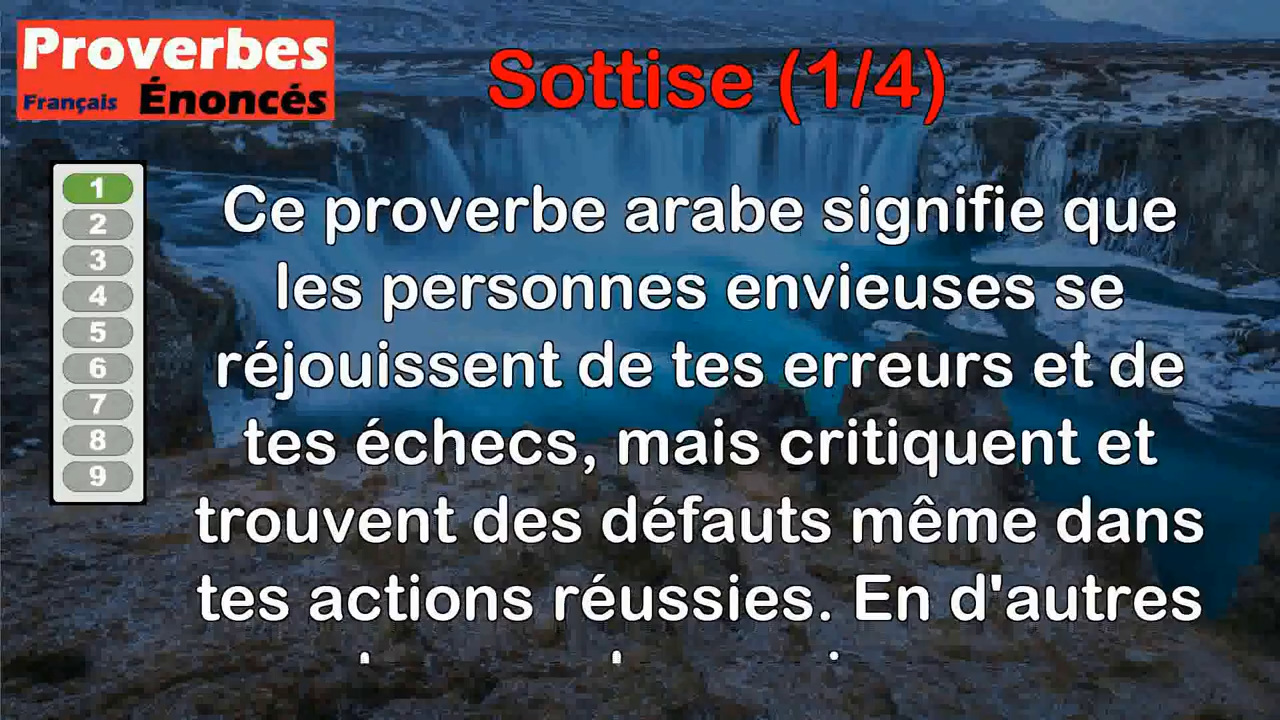 Proverbes
Français Énoncés
Sottise (1/4)
1
2
3
4
5
6
7
8
9
Ce proverbe arabe signifie que
les personnes envieuses se
réjouissent de tes erreurs et de
tes échecs, mais critiquent et
trouvent des défauts même dans
tes actions réussies. En d'autres